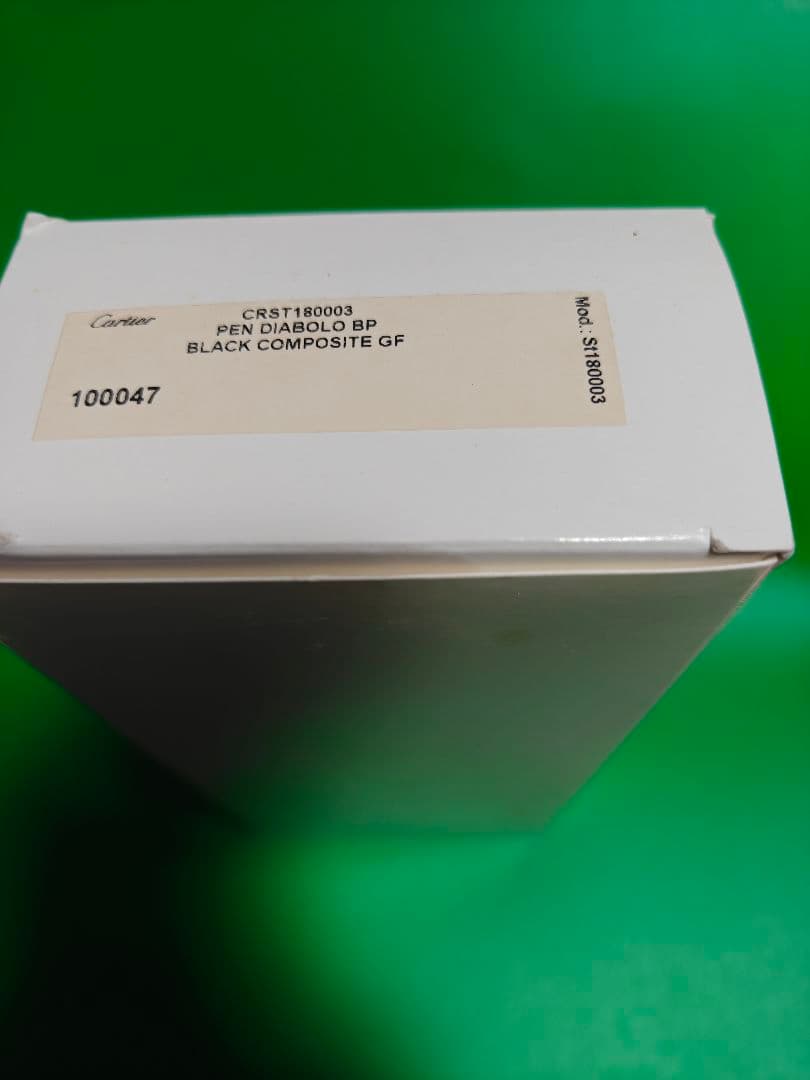 Cartier
CRST180003
PEN DIABOLO BP
BLACK COMPOSITE GF
100047
Mod.: St180003